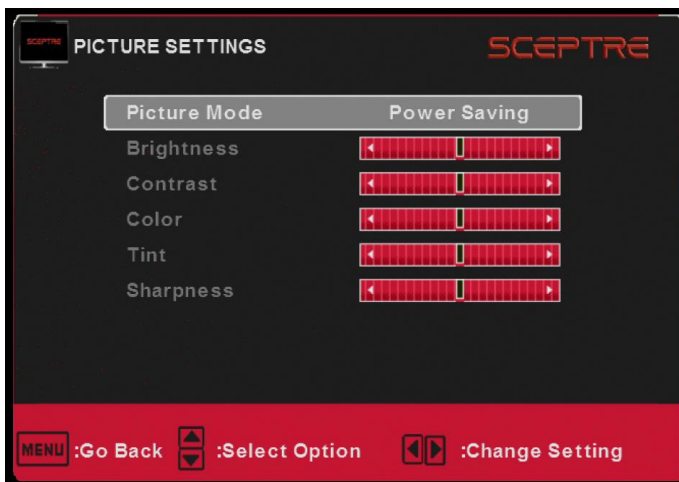 SCEPTRE
PICTURE SETTINGS
SCEPTRE
Picture Mode Power Saving
Brightness
Contrast
Color
Tint
Sharpness
MENU :Go Back :Select Option :Change Setting